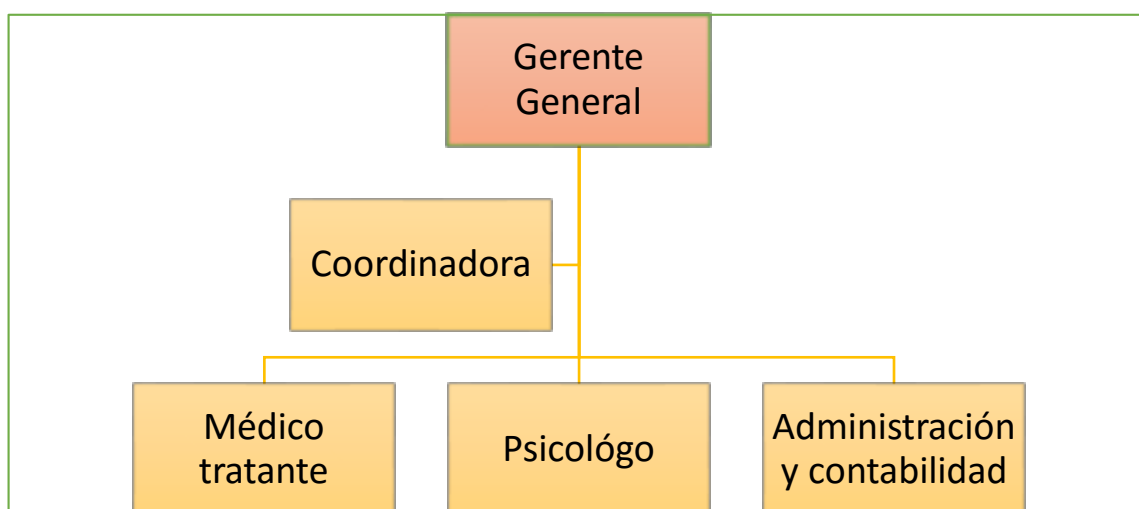 Gerente
General
Coordinadora
Médico
tratante
Psicológo
Administración
y contabilidad